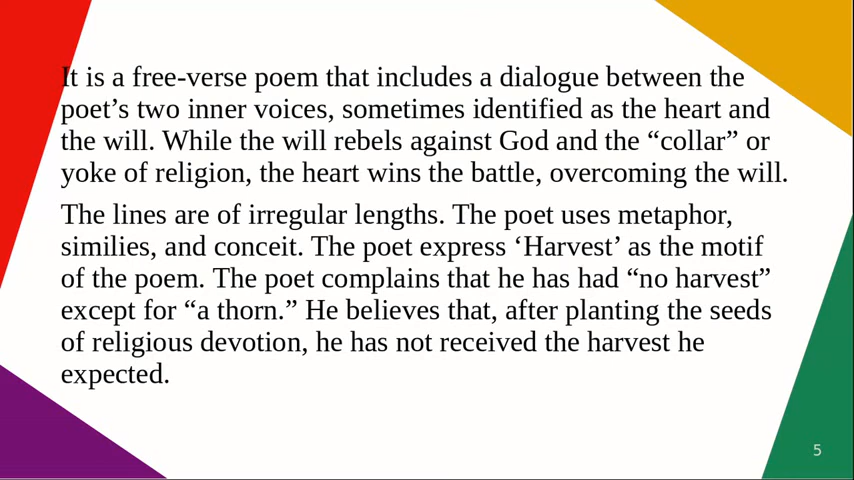 It is a free-verse poem that includes a dialogue between the
poet’s two inner voices, sometimes identified as the heart and
the will. While the will rebels against God and the “collar” or
yoke of religion, the heart wins the battle, overcoming the will.
The lines are of irregular lengths. The poet uses metaphor,
similies, and conceit. The poet express ‘Harvest’ as the motif
of the poem. The poet complains that he has had “no harvest”
except for “a thorn.” He believes that, after planting the seeds
of religious devotion, he has not received the harvest he
expected.
5